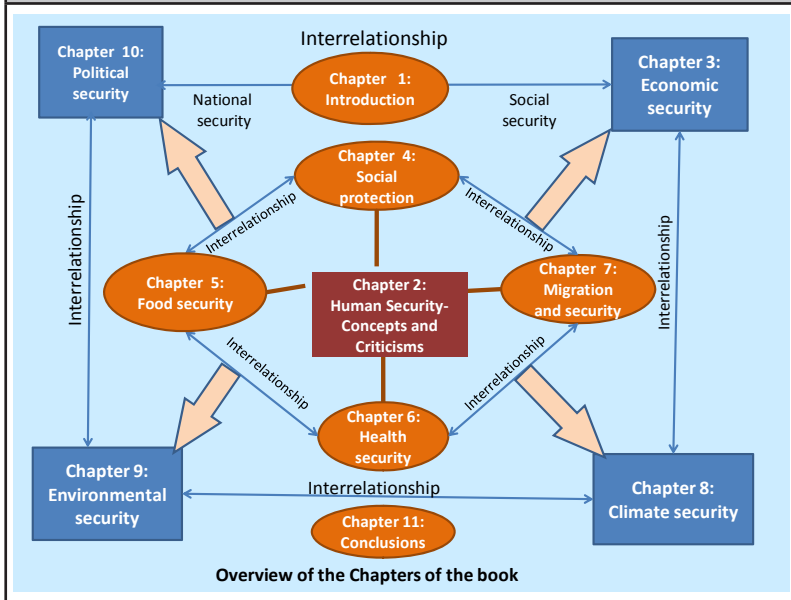 Interrelationship
Chapter 10:
Political
security
Chapter 1:
Introduction
Chapter 3:
Economic
security
National
security
Social
security
Chapter 4:
Social
protection
Interrelationship
Interrelationship
Interrelationship
Interrelationship
Chapter 5:
Food security
Chapter 2:
Human Security-
Concepts and
Criticisms
Chapter 7:
Migration
and security
Interrelationship
Interrelationship
Chapter 6:
Health
security
Chapter 9:
Environmental
security
Interrelationship
Chapter 8:
Climate security
Chapter 11:
Conclusions
Overview of the Chapters of the book